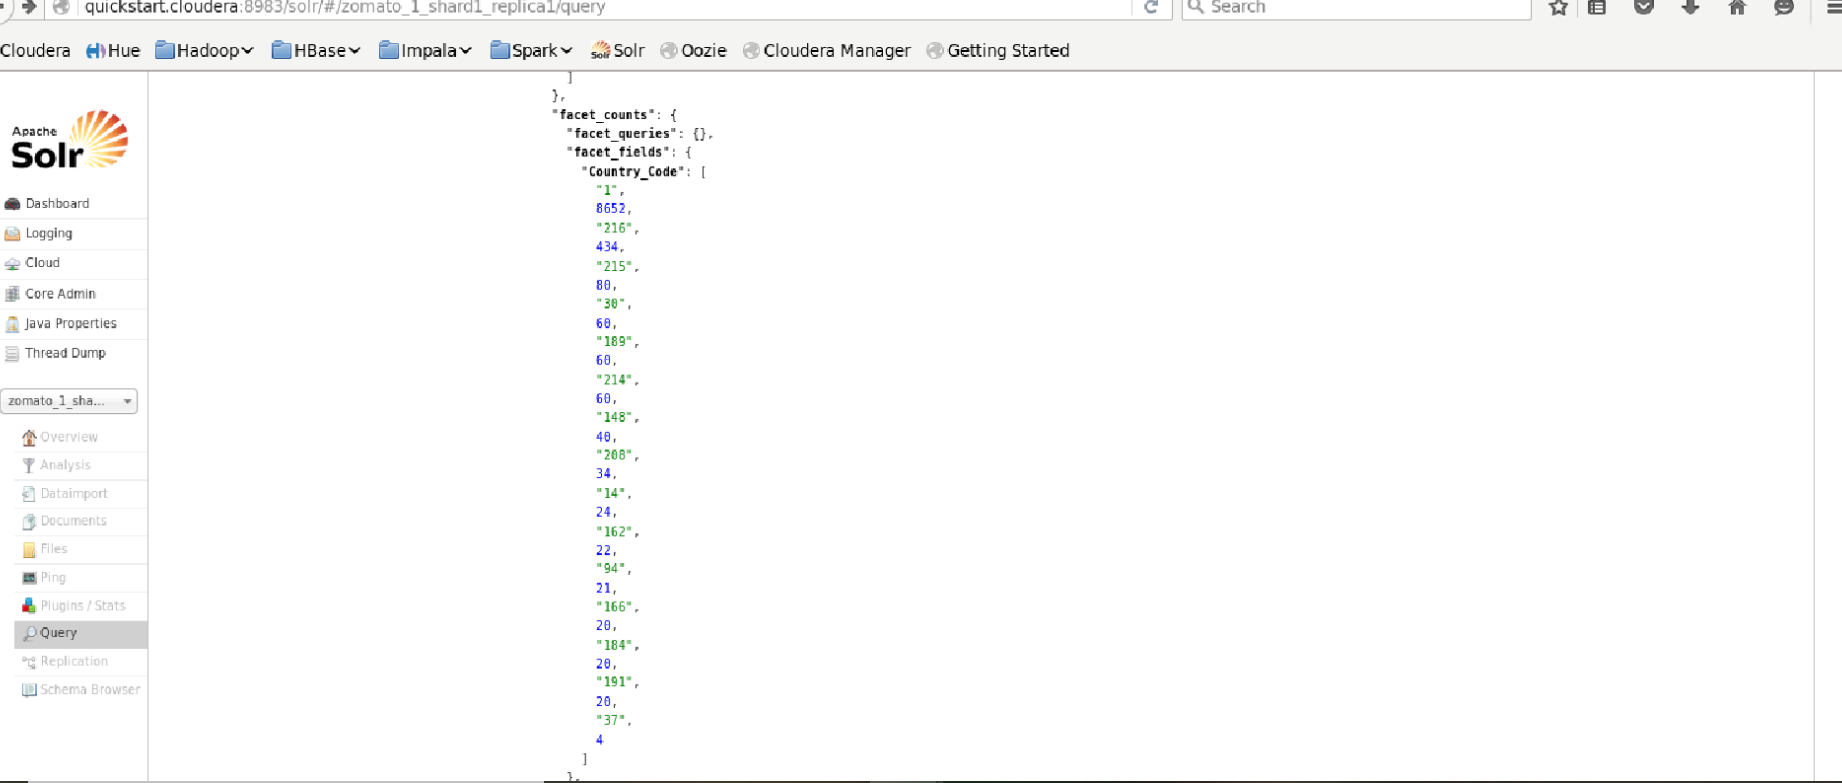 quickstart.cloudera:8983/solr/#/zomato_1_shard1_replica1/query
Search
Cloudera Hue Hadoop HBase Impala Spark Solr Solr Oozie Cloudera Manager Getting Started
Apache
Solr
Dashboard
Logging
Cloud
Core Admin
Java Properties
Thread Dump
zomato_1_sha...
Overview
Analysis
Dataimport
Documents
Files
Ping
Plugins / Stats
Query
Replication
Schema Browser
]
},
"facet_counts": {
"facet_queries": {},
"facet_fields": {
"Country_Code": [
"1",
8652,
"216",
434,
"215",
80,
"30",
60,
"189",
60,
"214",
60,
"148",
40,
"208",
34,
"14",
24,
"162",
22,
"94",
21,
"166",
20,
"184",
20,
"191",
20,
"37",
4
]
},